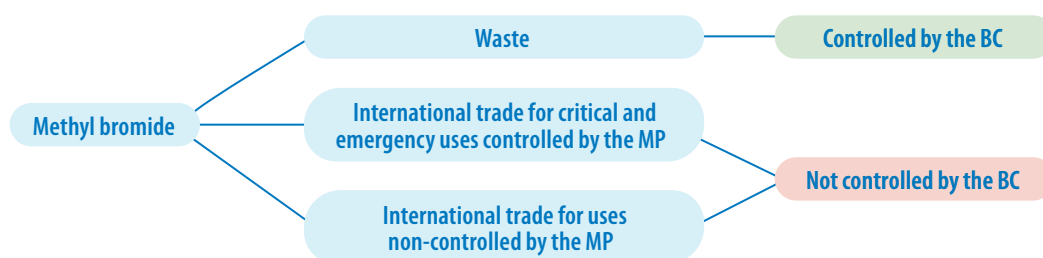 Waste
Controlled by the BC
Methyl bromide
International trade for critical and
emergency uses controlled by the MP
Not controlled by the BC
International trade for uses
non-controlled by the MP